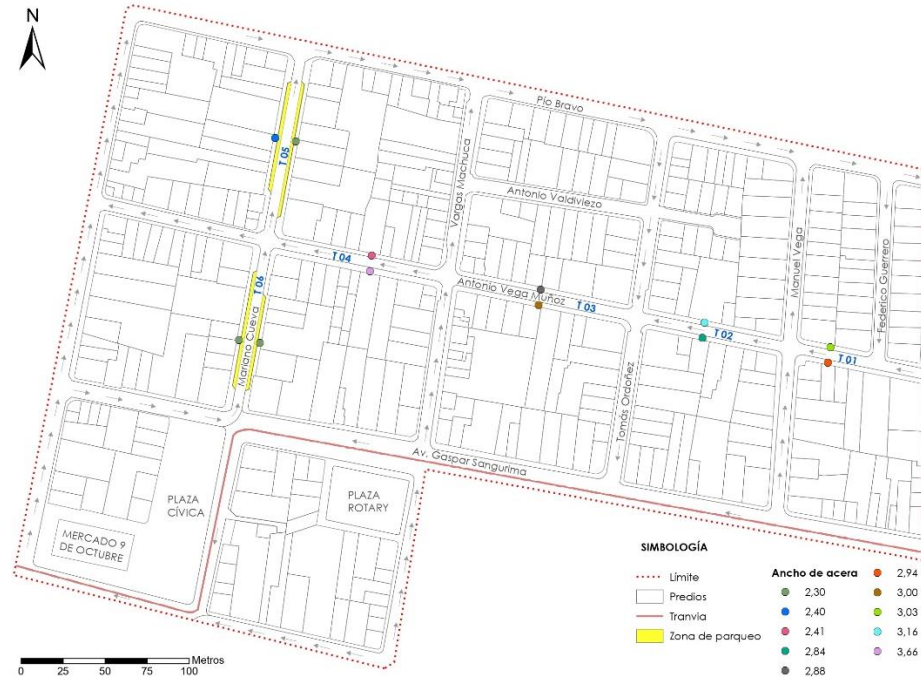 N
Pio Bravo
T 05
Vargas Machuca
Antonio Valdiviezo
Manuel Vega
Federico Guerrero
T 04
T 06
Antonio Vega Muñoz
T 03
T 02
T 01
Mariano Cueva
Tomás Ordoñez
Av. Gaspar Sangurima
PLAZA
CÍVICA
PLAZA
ROTARY
MERCADO 9
DE OCTUBRE
SIMBOLOGÍA
Límite
Predios
Tranvia
Zona de parqueo
Ancho de acera
2,30
2,40
2,41
2,84
2,88
2,94
3,00
3,03
3,16
3,66
Metros
0 25 50 75 100